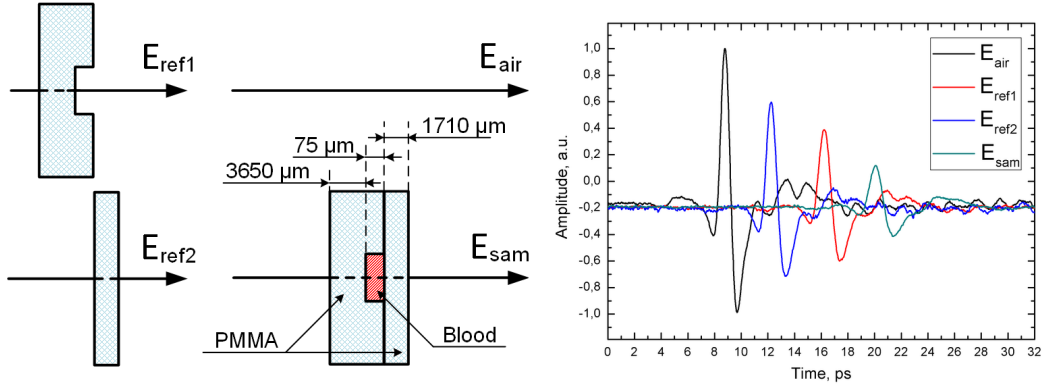 E_ref1
E_air
1710 µm
75 µm
3650 µm
E_ref2
E_sam
PMMA
Blood
Amplitude, a.u.
1,0
0,8
0,6
0,4
0,2
0,0
-0,2
-0,4
-0,6
-0,8
-1,0
E_air
E_ref1
E_ref2
E_sam
0 2 4 6 8 10 12 14 16 18 20 22 24 26 28 30 32
Time, ps